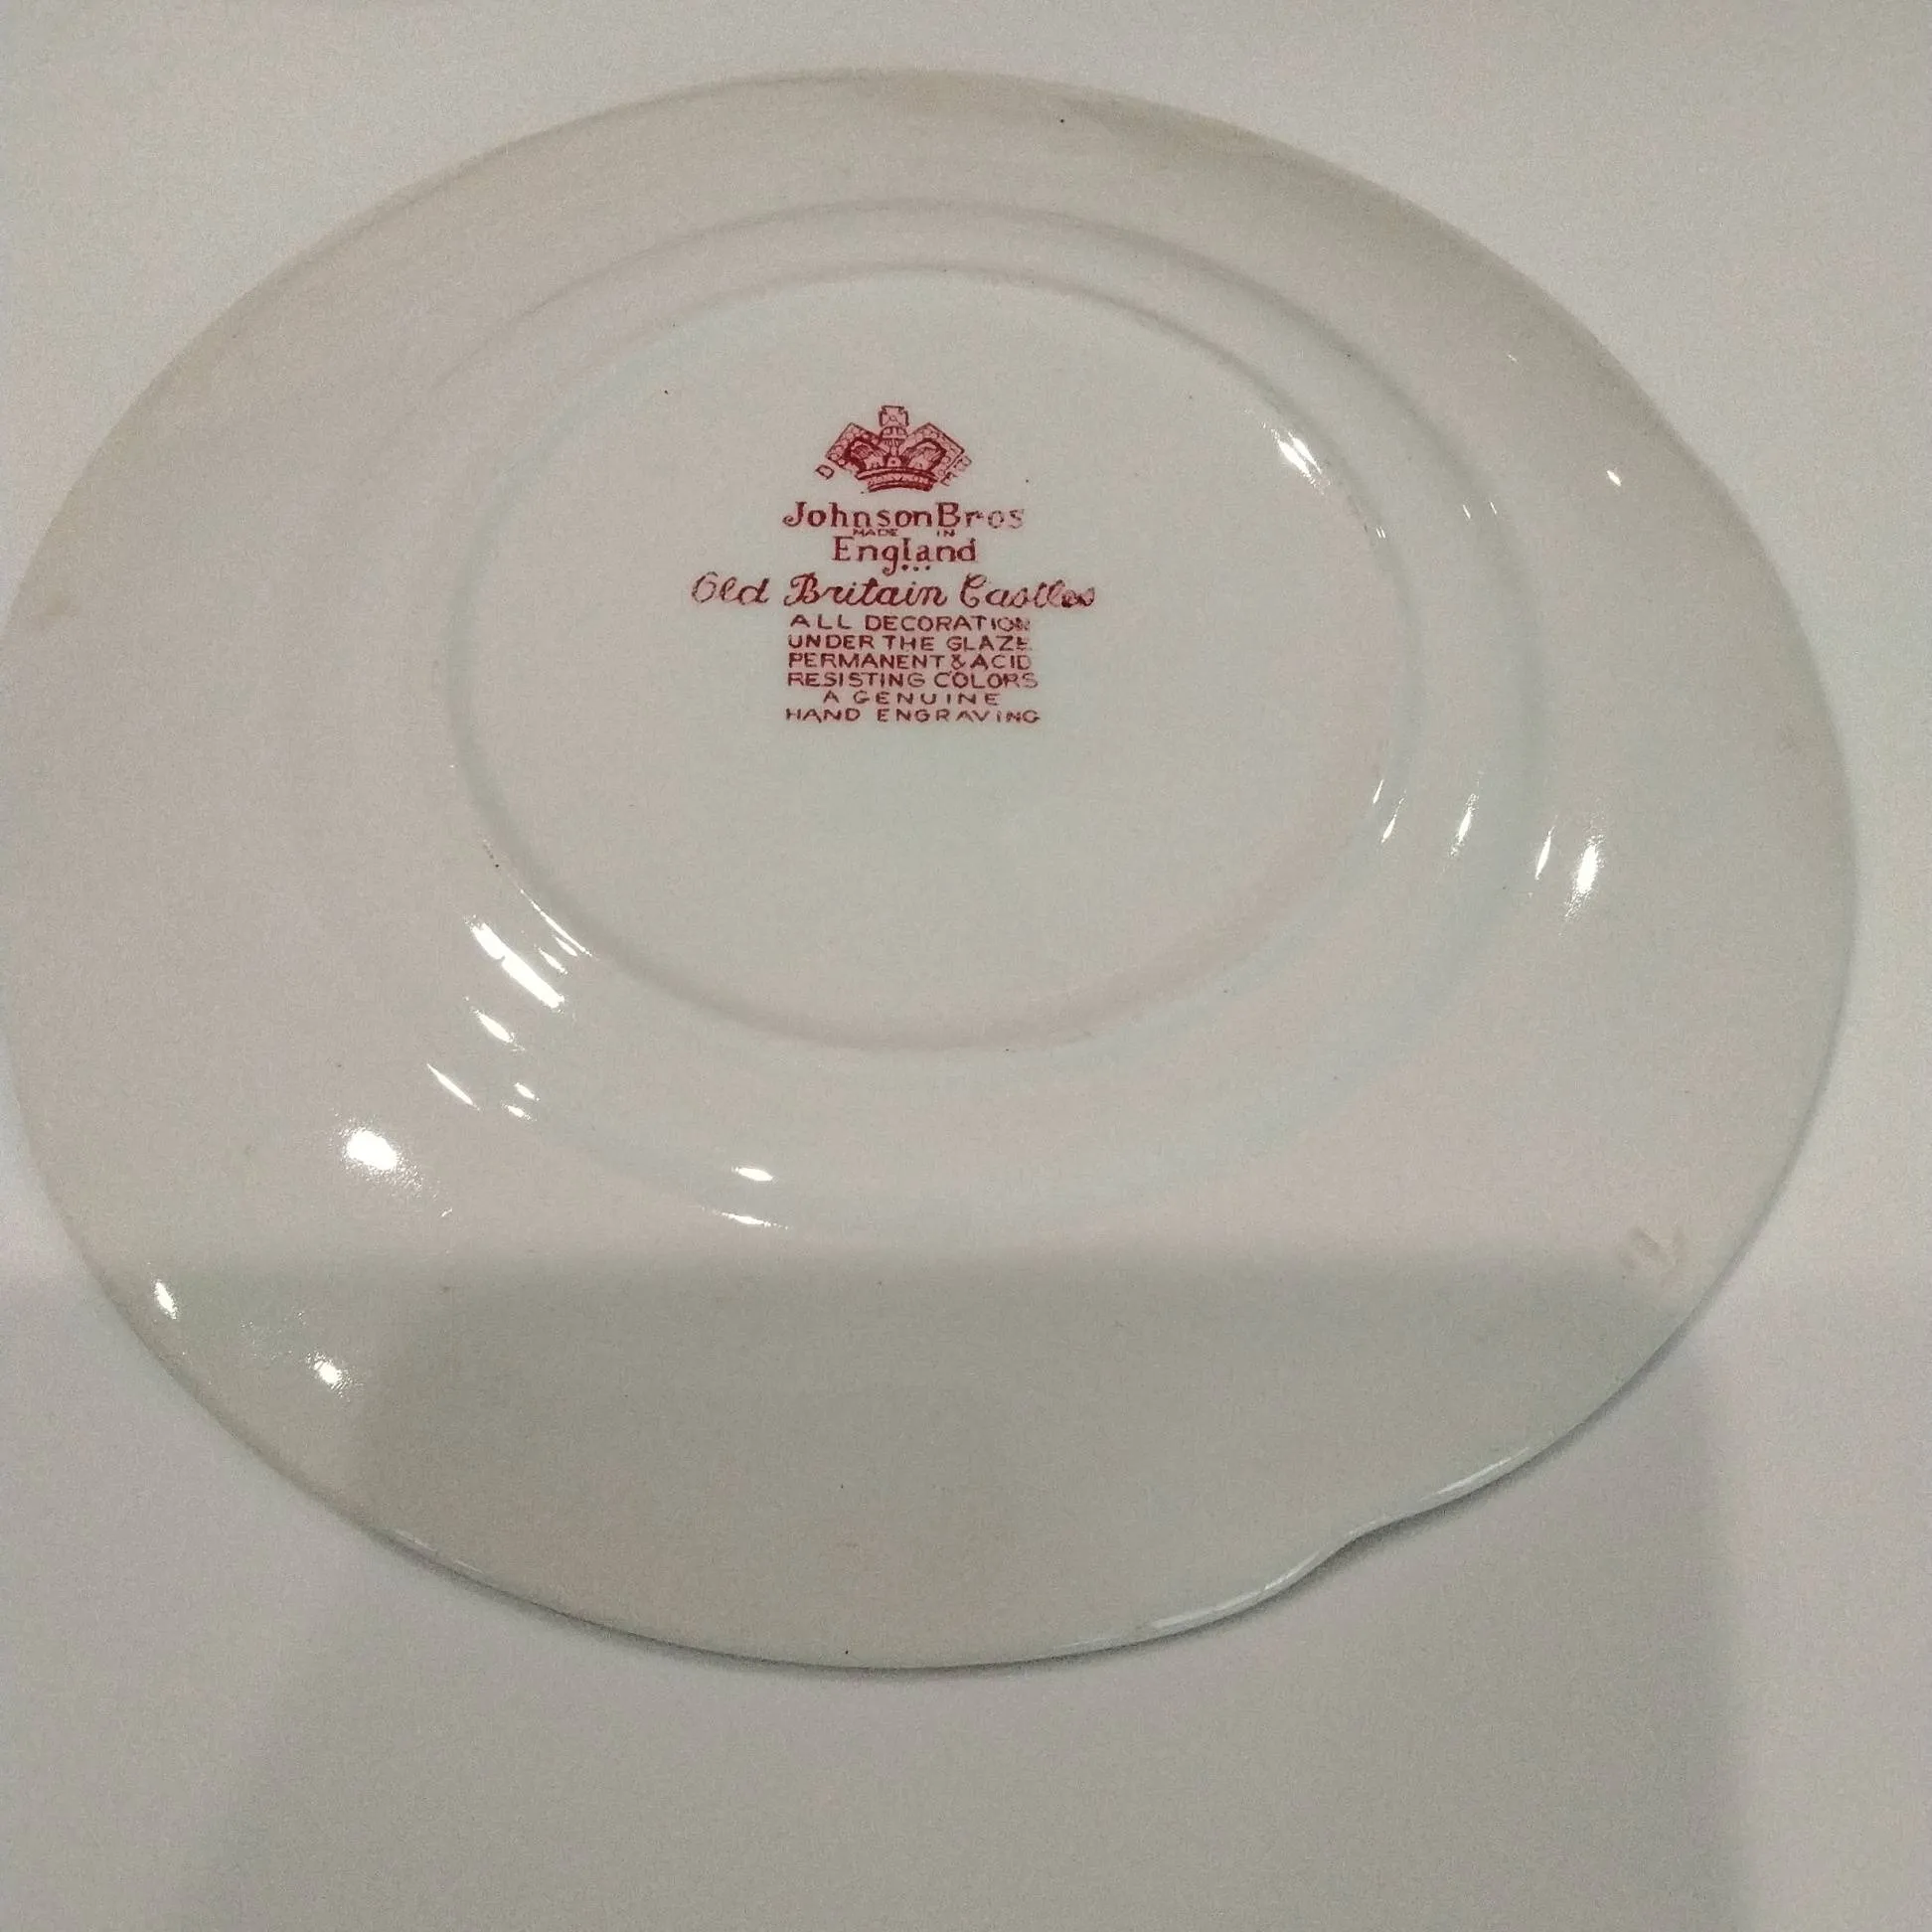 Johnson Bros
MADE IN
England
Old Britain Castles
ALL DECORATION
UNDER THE GLAZE
PERMANENT & ACID
RESISTING COLORS
A GENUINE
HAND ENGRAVING